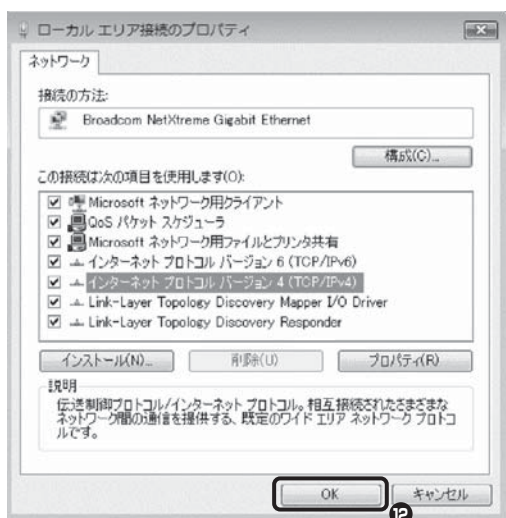 ローカル エリア接続のプロパティ
ネットワーク
接続の方法:
Broadcom NetXtreme Gigabit Ethernet
構成(C)...
この接続は次の項目を使用します(O):
Microsoft ネットワーク用クライアント
QoS パケット スケジューラ
Microsoft ネットワーク用ファイルとプリンタ共有
インターネット プロトコル バージョン 6 (TCP/IPv6)
インターネット プロトコル バージョン 4 (TCP/IPv4)
Link-Layer Topology Discovery Mapper I/O Driver
Link-Layer Topology Discovery Responder
インストール(N)...
削除(U)
プロパティ(R)
説明
伝送制御プロトコル/インターネット プロトコル。相互接続されたさまざまな
ネットワーク間の通信を提供する、既定のワイド エリア ネットワーク プロトコ
ルです。
OK
キャンセル
⓬